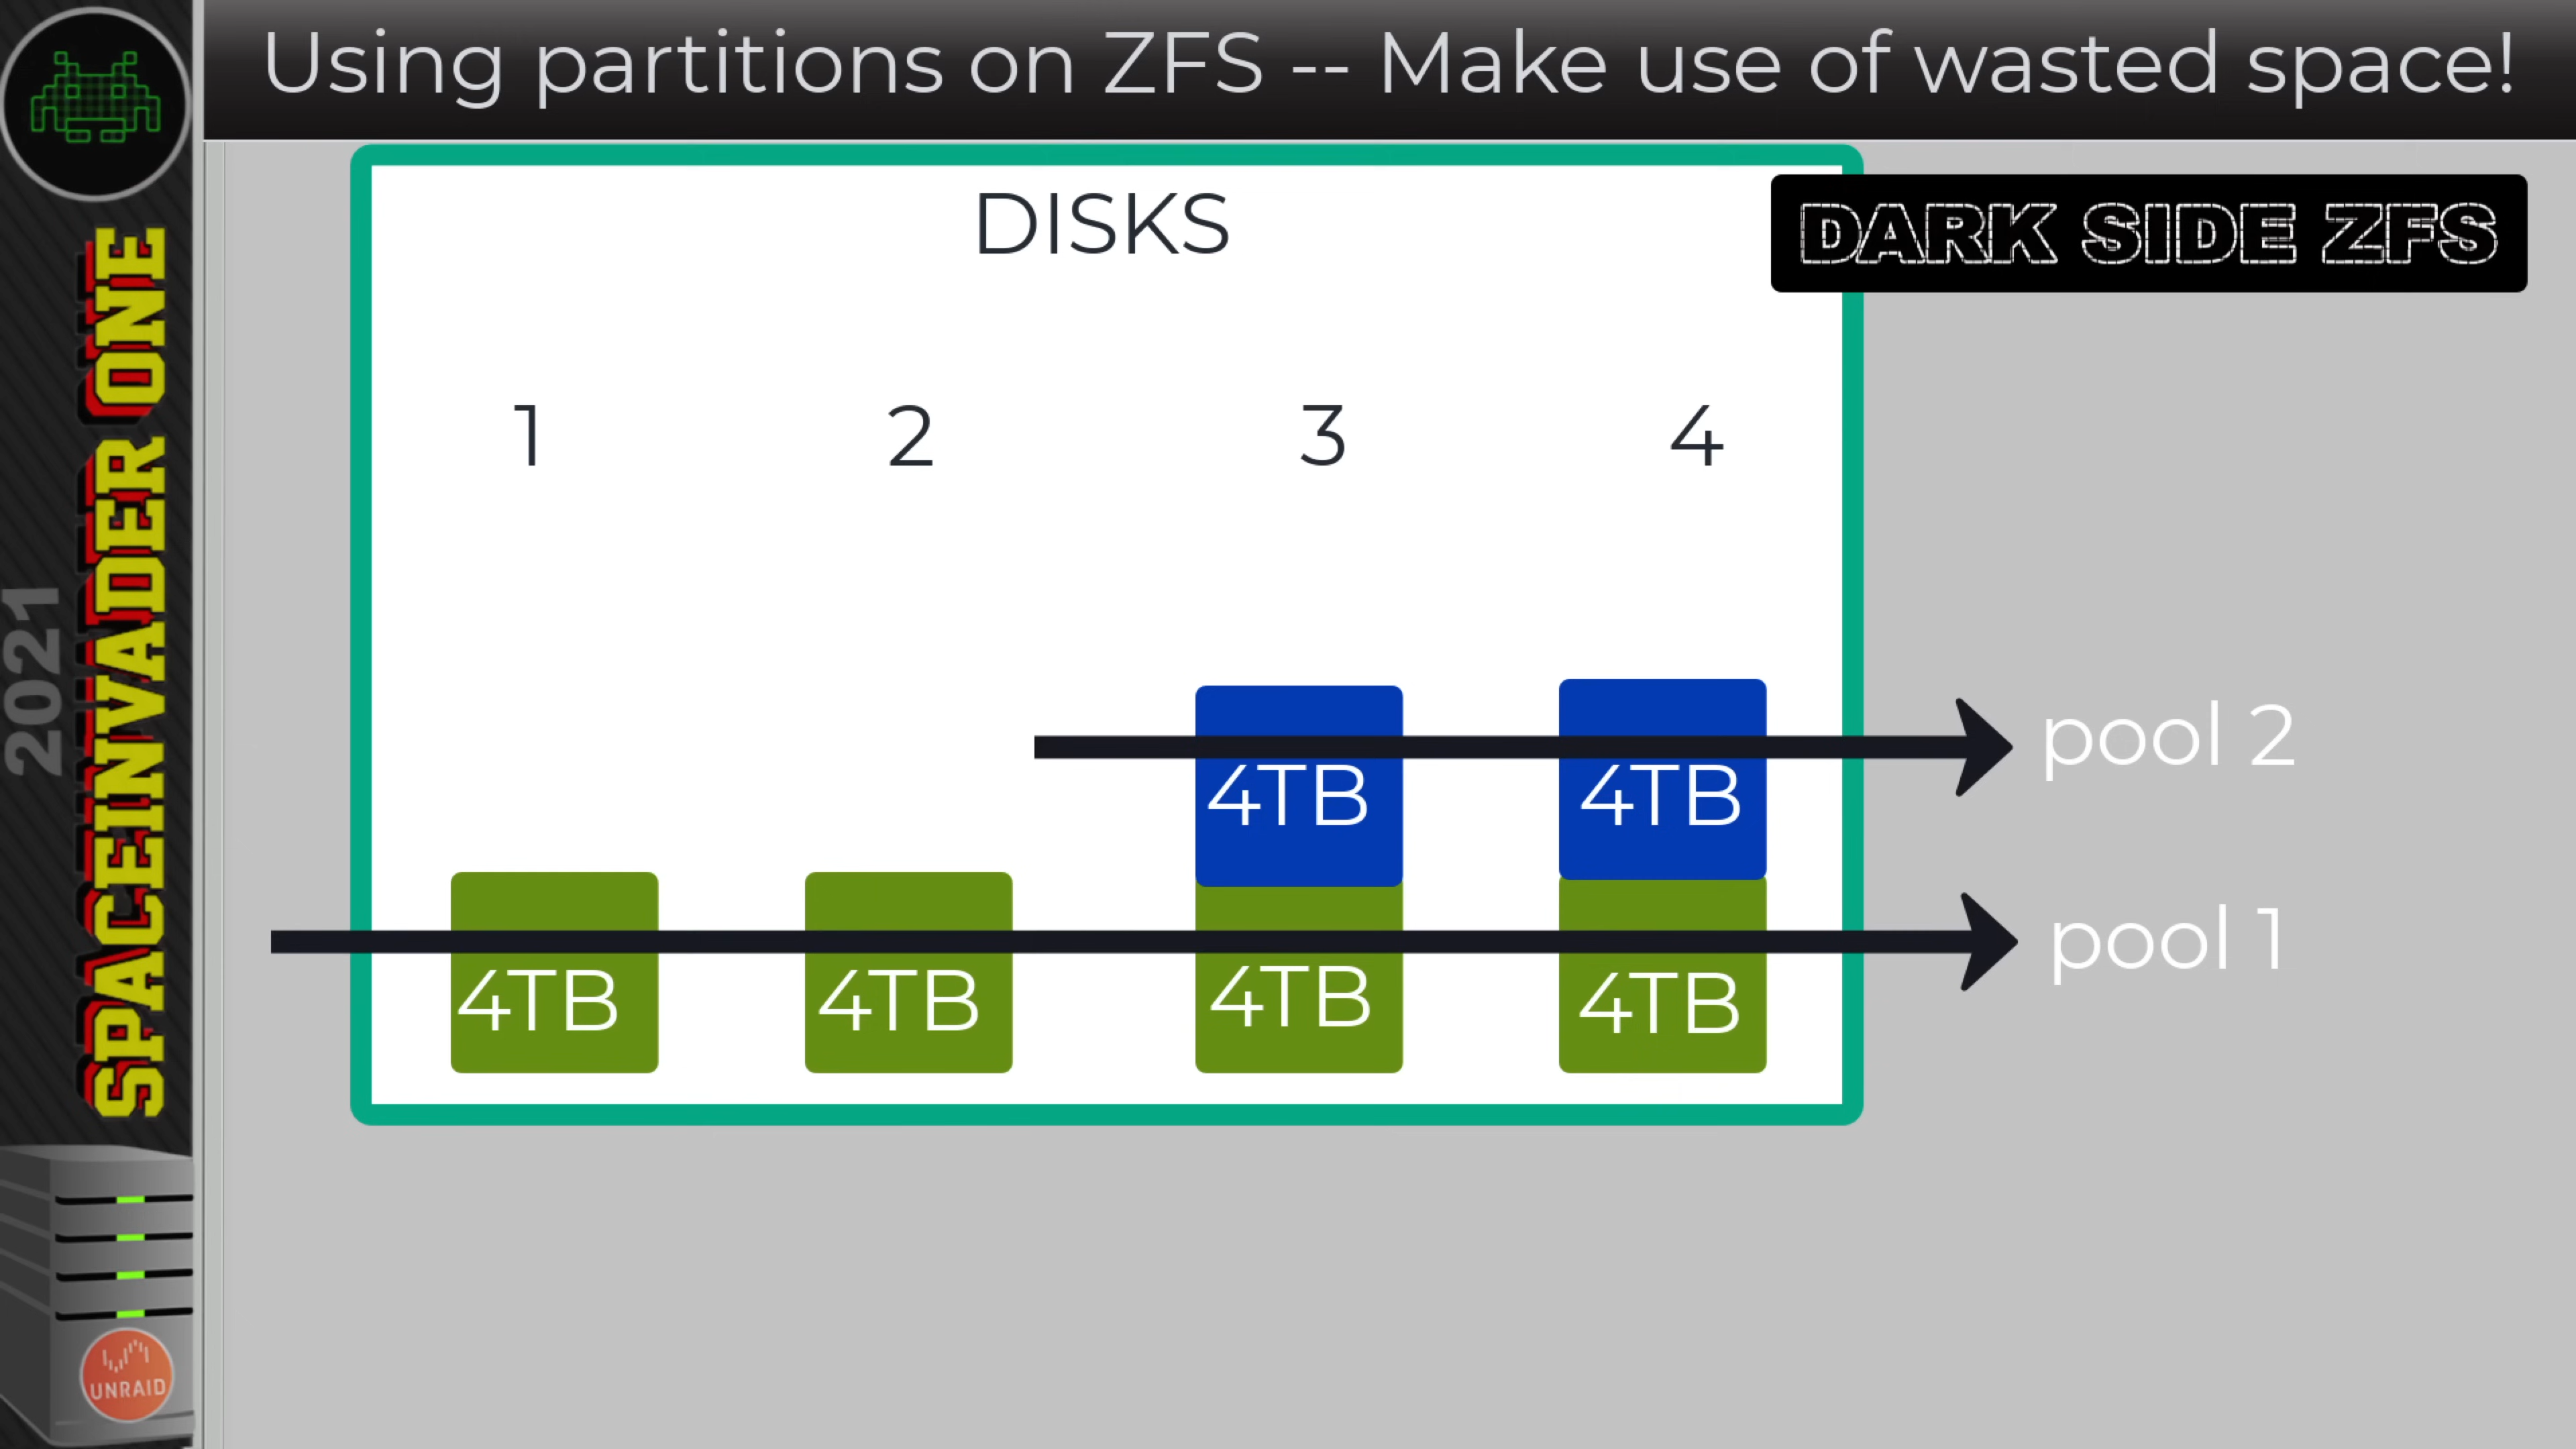 Using partitions on ZFS -- Make use of wasted space!
DARK SIDE ZFS
DISKS
1 2 3 4
4TB 4TB
pool 2
4TB 4TB 4TB 4TB
pool 1
2021
SPACEINVADER ONE
UNRAID